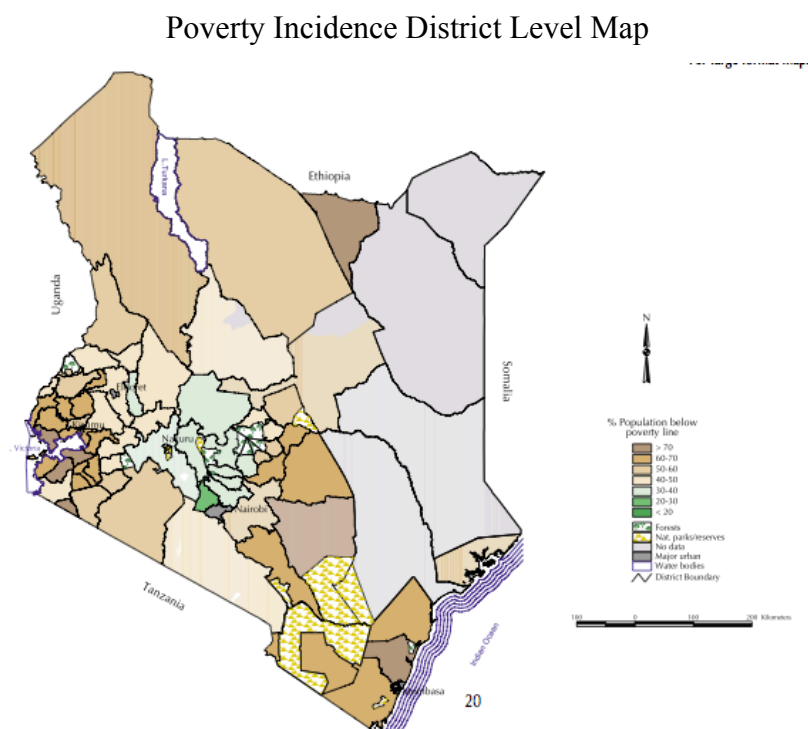 Poverty Incidence District Level Map
Ethiopia
L. Turkana
Uganda
N
Somalia
Eldoret
Kisumu
Victoria
Nakuru
Nairobi
% Population below
poverty line
> 70
60-70
50-60
40-50
30-40
20-30
< 20
Forests
Nat. parks/reserves
No data
Major urban
Water bodies
District Boundary
Tanzania
100 0 100 200 Kilometers
Indian Ocean
20